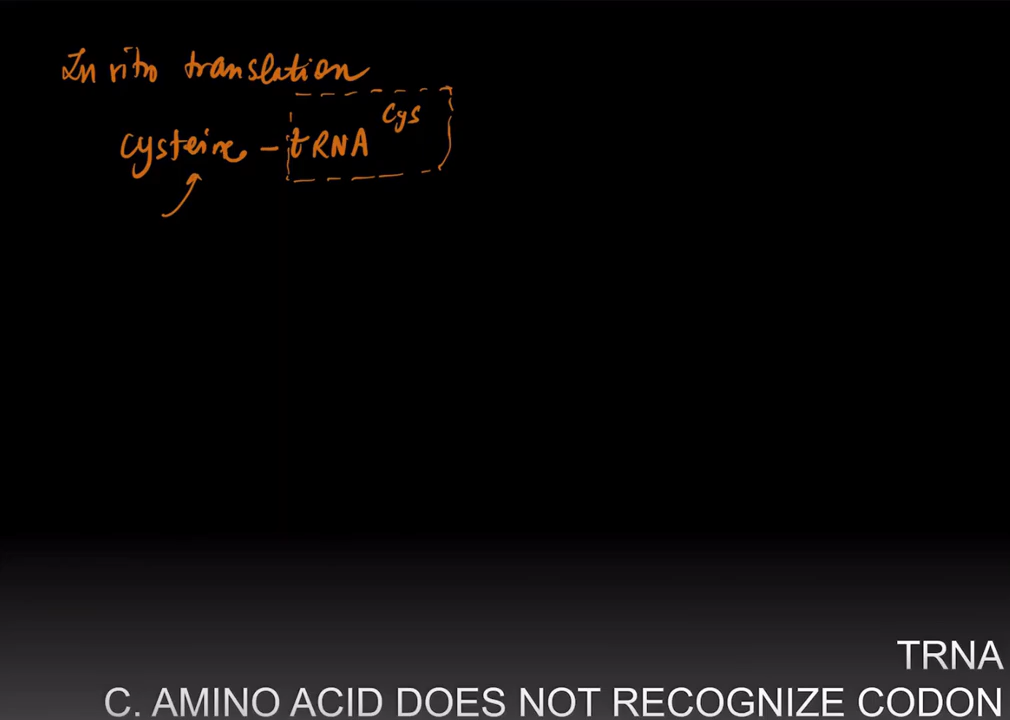 In vitro translation
cysteine - tRNA Cys
TRNA
C. AMINO ACID DOES NOT RECOGNIZE CODON